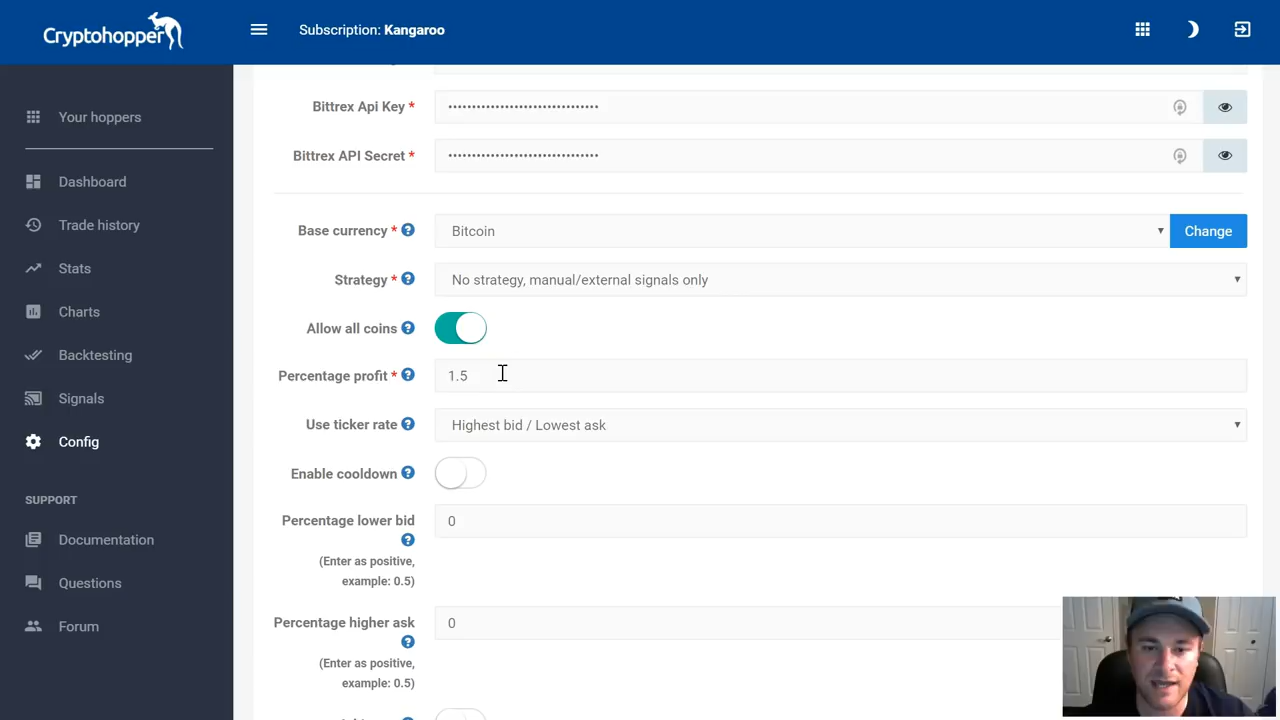 Cryptohopper
Subscription: Kangaroo
Your hoppers
Dashboard
Trade history
Stats
Charts
Backtesting
Signals
Config
SUPPORT
Documentation
Questions
Forum
Bittrex Api Key *
••••••••••••••••••••••••••••••••
Bittrex API Secret *
••••••••••••••••••••••••••••••••
Base currency * ?
Bitcoin
Change
Strategy * ?
No strategy, manual/external signals only
Allow all coins ?
Percentage profit * ?
1.5
Use ticker rate ?
Highest bid / Lowest ask
Enable cooldown ?
Percentage lower bid
?
(Enter as positive,
example: 0.5)
0
Percentage higher ask
?
(Enter as positive,
example: 0.5)
0